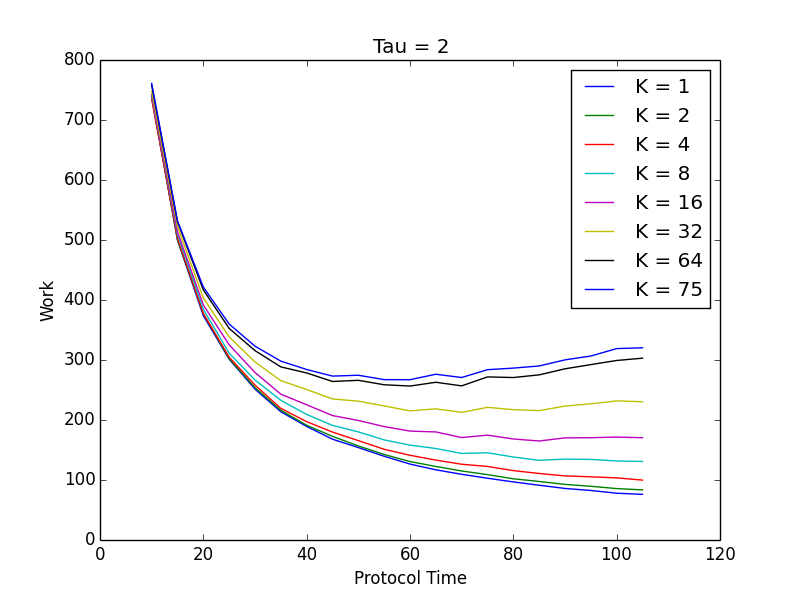 Tau = 2
800
700
600
500
400
300
200
100
0
Work
0 20 40 60 80 100 120
Protocol Time
K = 1
K = 2
K = 4
K = 8
K = 16
K = 32
K = 64
K = 75